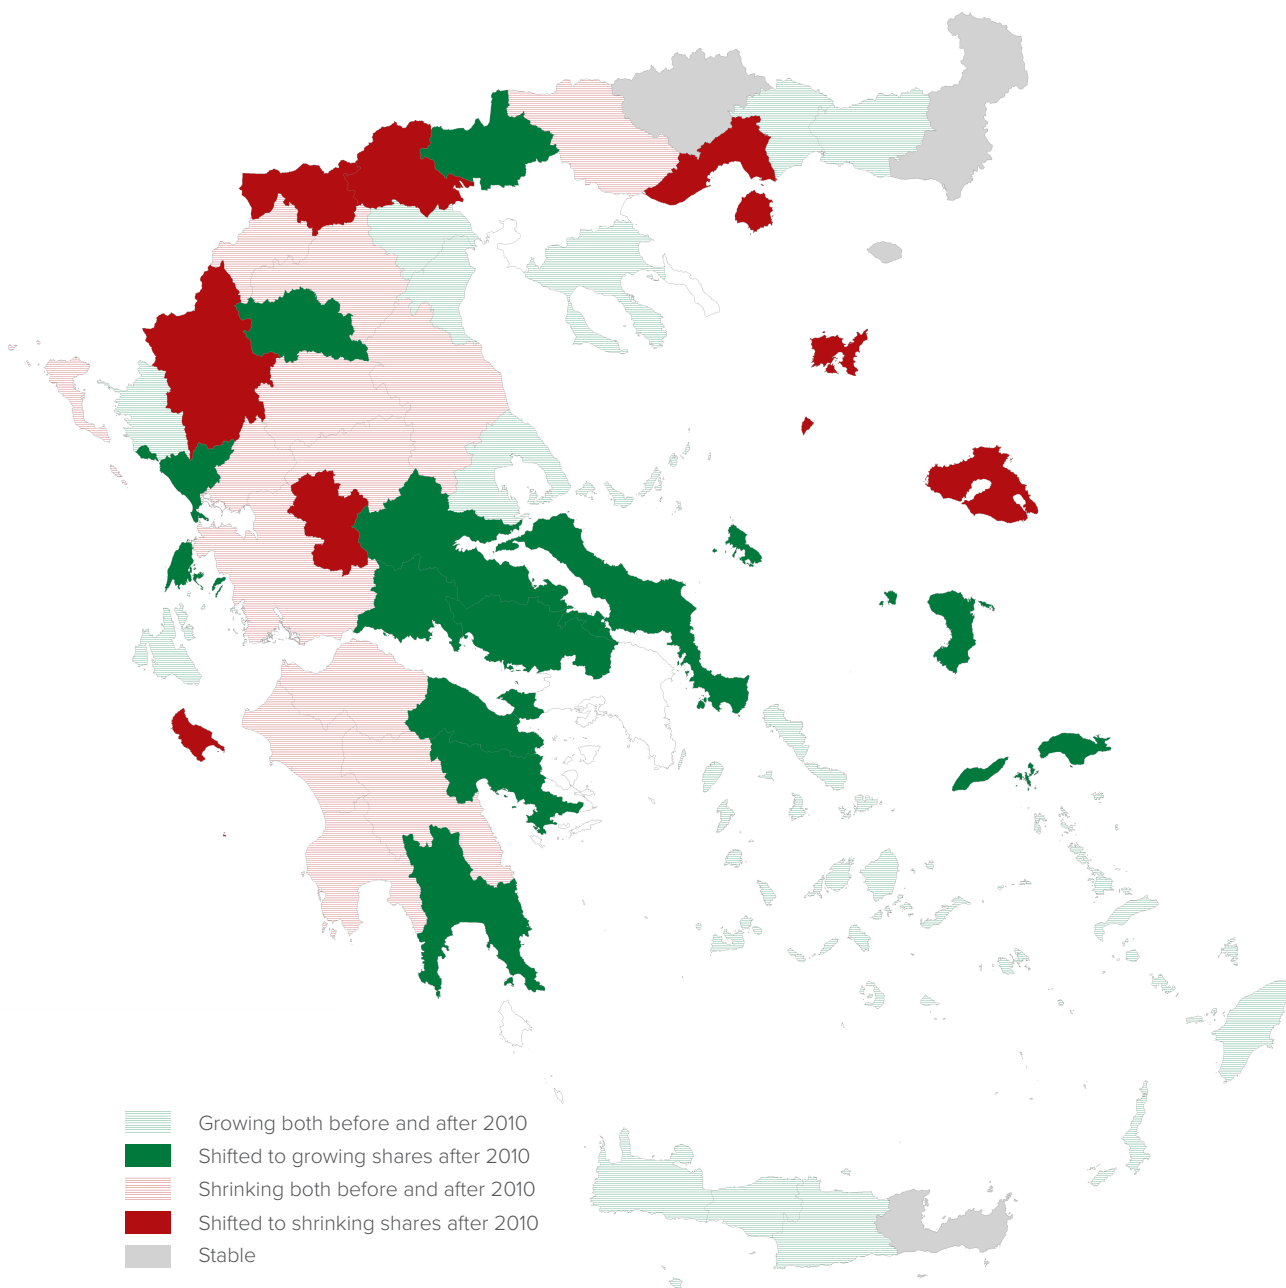 Growing both before and after 2010
Shifted to growing shares after 2010
Shrinking both before and after 2010
Shifted to shrinking shares after 2010
Stable